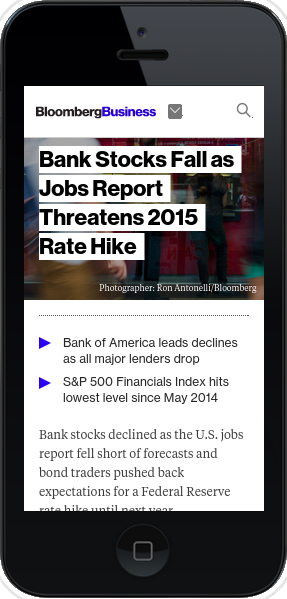 BloombergBusiness
Bank Stocks Fall as
Jobs Report
Threatens 2015
Rate Hike
Photographer: Ron Antonelli/Bloomberg
Bank of America leads declines
as all major lenders drop
S&P 500 Financials Index hits
lowest level since May 2014
Bank stocks declined as the U.S. jobs
report fell short of forecasts and
bond traders pushed back
expectations for a Federal Reserve
rate hike until next year